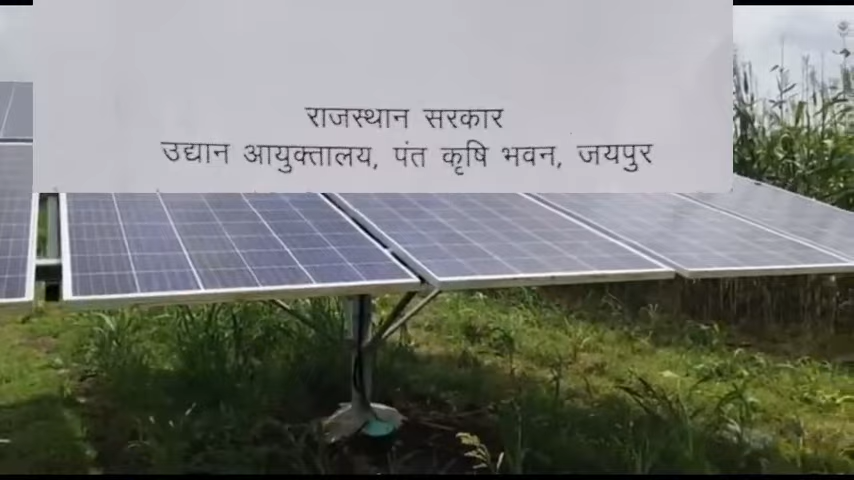 राजस्थान सरकार
उद्यान आयुक्तालय, पंत कृषि भवन, जयपुर